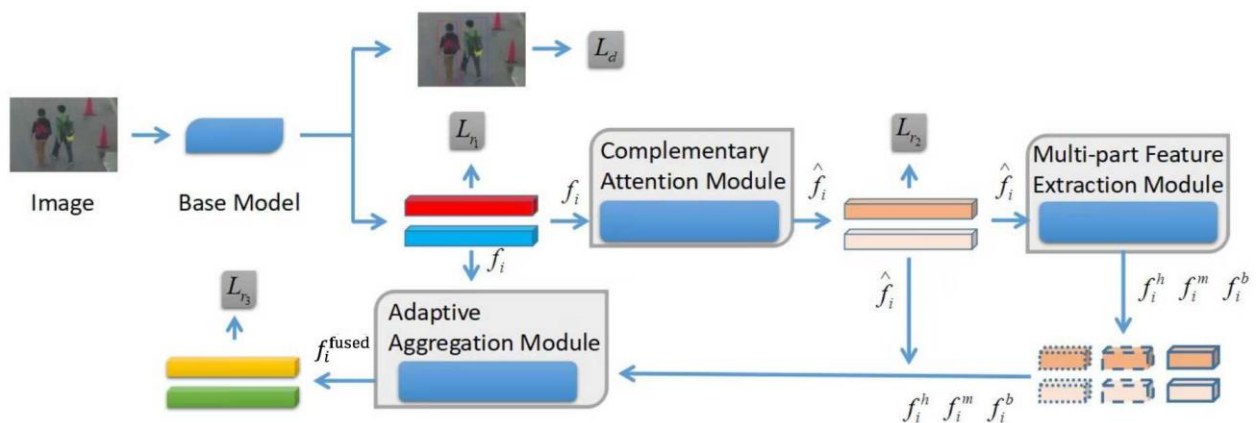 L_d
L_{r_1}
L_{r_2}
Complementary
Attention Module
Multi-part Feature
Extraction Module
f_i
\hat{f}_i
\hat{f}_i
Image
Base Model
f_i
\hat{f}_i
f_i^h f_i^m f_i^b
L_{r_3}
Adaptive
Aggregation Module
f_i^{fused}
f_i^h f_i^m f_i^b